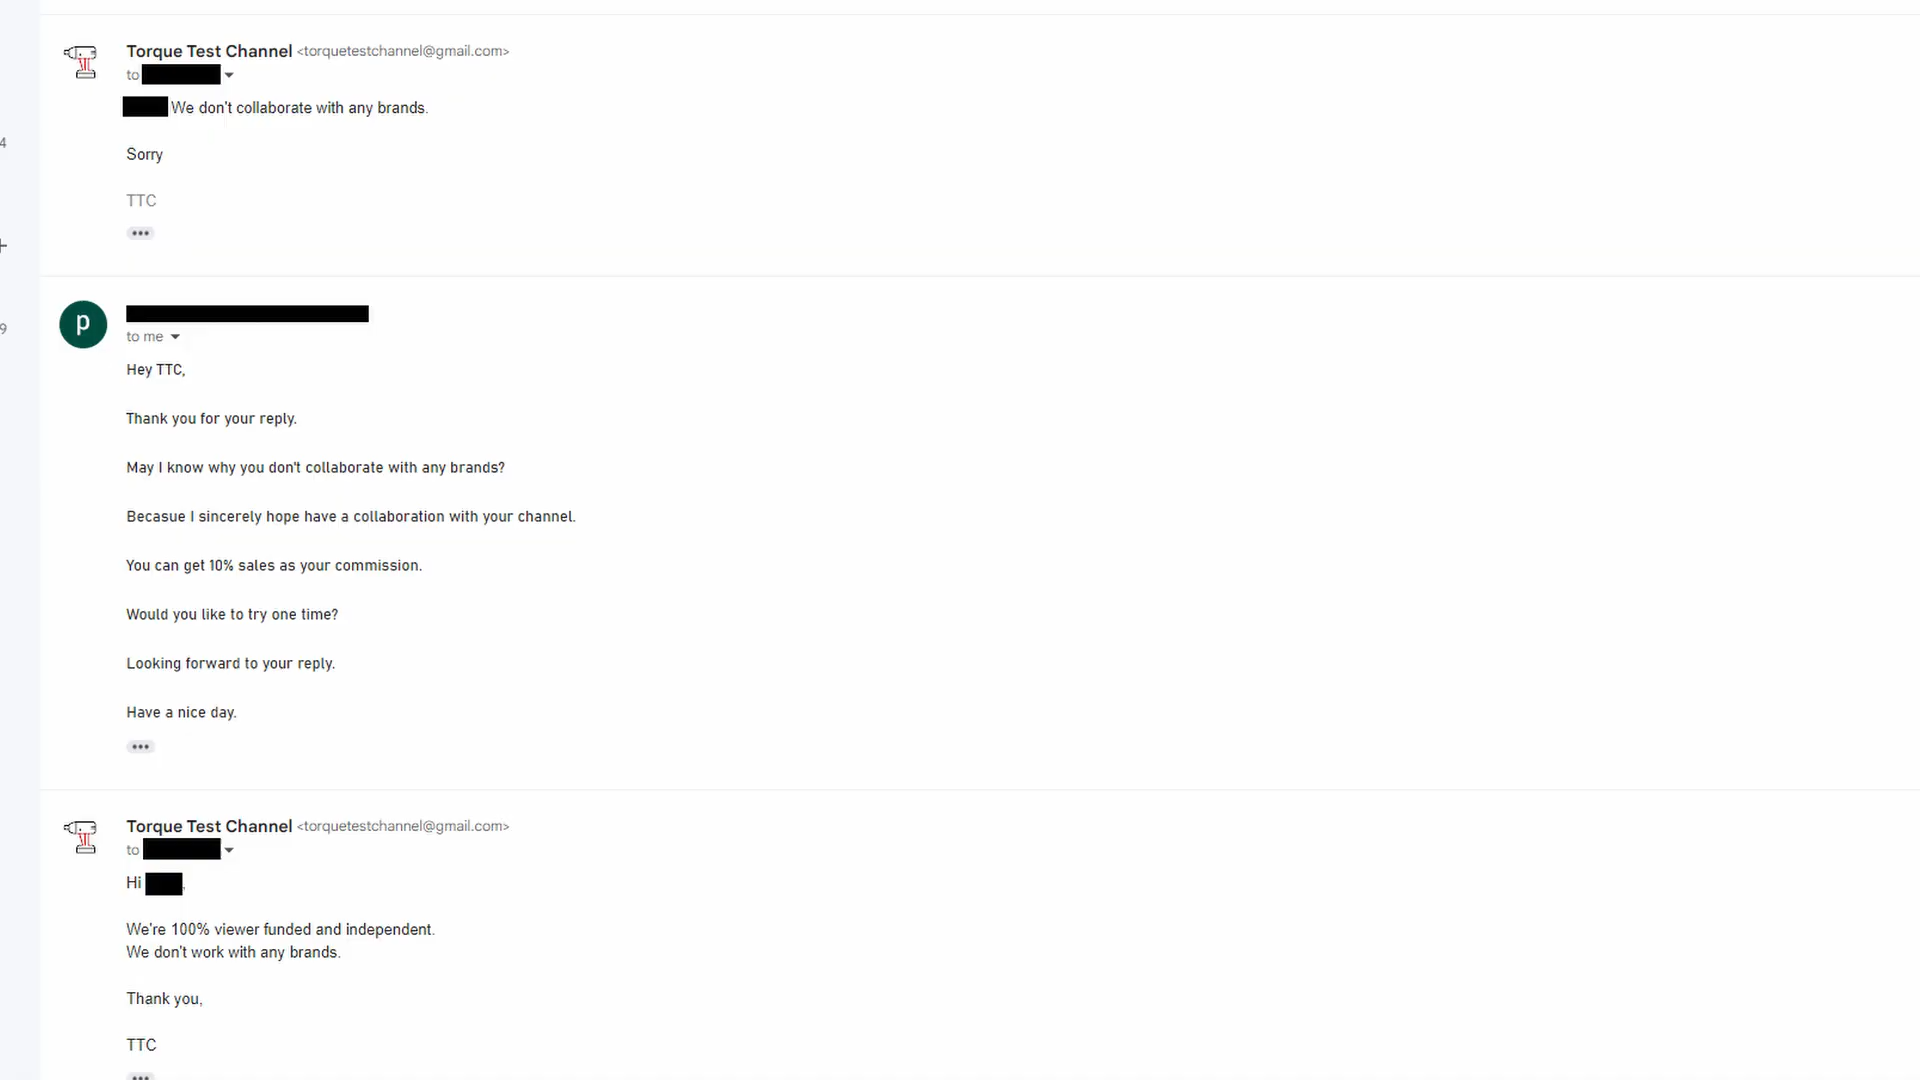 Torque Test Channel <torquetestchannel@gmail.com>
to
We don't collaborate with any brands.
Sorry
TTC
4
p
to me
Hey TTC,
9
Thank you for your reply.
May I know why you don't collaborate with any brands?
Becasue I sincerely hope have a collaboration with your channel.
You can get 10% sales as your commission.
Would you like to try one time?
Looking forward to your reply.
Have a nice day.
Torque Test Channel <torquetestchannel@gmail.com>
to
Hi ,
We're 100% viewer funded and independent.
We don't work with any brands.
Thank you,
TTC